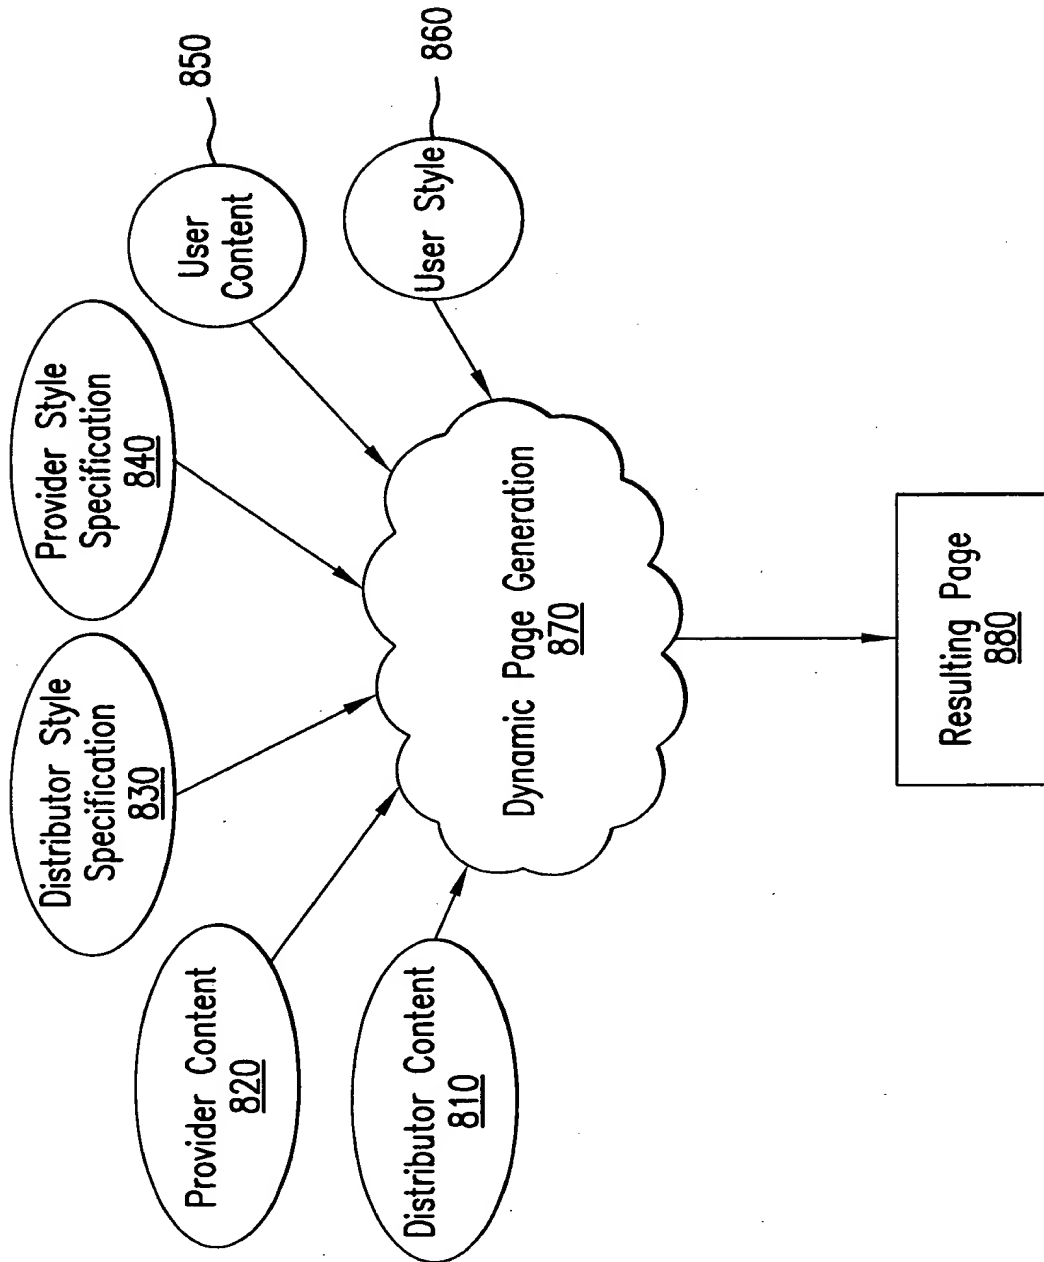 Distributor Content
810
Provider Content
820
Distributor Style
Specification
830
Provider Style
Specification
840
User
Content
850
User Style
860
Dynamic Page Generation
870
Resulting Page
880